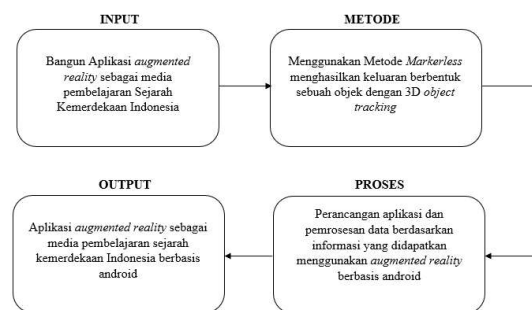 INPUT
Bangun Aplikasi augmented
reality sebagai media
pembelajaran Sejarah
Kemerdekaan Indonesia
METODE
Menggunakan Metode Markerless
menghasilkan keluaran berbentuk
sebuah objek dengan 3D object
tracking
OUTPUT
Aplikasi augmented reality sebagai
media pembelajaran sejarah
kemerdekaan Indonesia berbasis
android
PROSES
Perancangan aplikasi dan
pemrosesan data berdasarkan
informasi yang didapatkan
menggunakan augmented reality
berbasis android